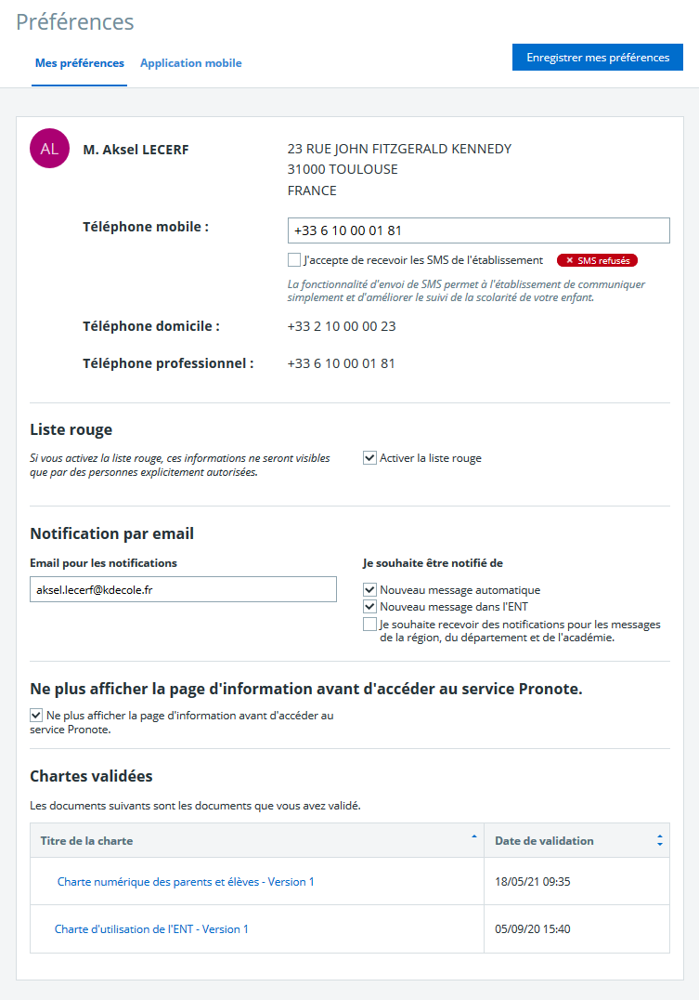 Préférences
Mes préférences
Application mobile
Enregistrer mes préférences
AL
M. Aksel LECERF
23 RUE JOHN FITZGERALD KENNEDY
31000 TOULOUSE
FRANCE
Téléphone mobile :
+33 6 10 00 01 81
J'accepte de recevoir les SMS de l'établissement
× SMS refusés
La fonctionnalité d'envoi de SMS permet à l'établissement de communiquer
simplement et d'améliorer le suivi de la scolarité de votre enfant.
Téléphone domicile :
+33 2 10 00 00 23
Téléphone professionnel :
+33 6 10 00 01 81
Liste rouge
Si vous activez la liste rouge, ces informations ne seront visibles
que par des personnes explicitement autorisées.
Activer la liste rouge
Notification par email
Email pour les notifications
aksel.lecerf@kdecole.fr
Je souhaite être notifié de
Nouveau message automatique
Nouveau message dans l'ENT
Je souhaite recevoir des notifications pour les messages
de la région, du département et de l'académie.
Ne plus afficher la page d'information avant d'accéder au service Pronote.
Ne plus afficher la page d'information avant d'accéder au
service Pronote.
Chartes validées
Les documents suivants sont les documents que vous avez validé.
Titre de la charte
Date de validation
Charte numérique des parents et élèves - Version 1
18/05/21 09:35
Charte d'utilisation de l'ENT - Version 1
05/09/20 15:40